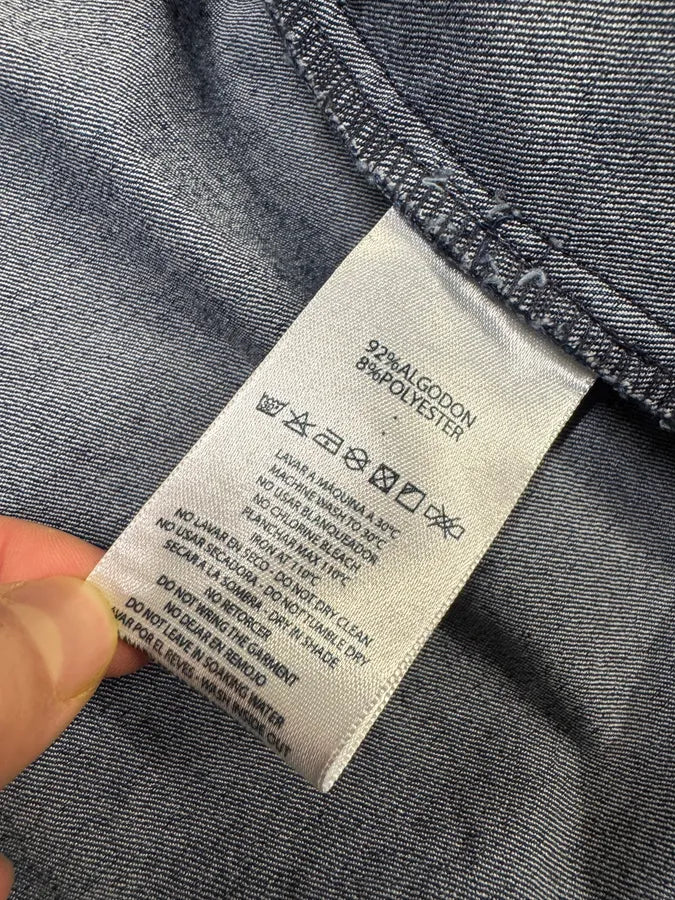 92%ALGODON
8%POLYESTER
LAVAR A MÁQUINA A 30°C
MACHINE WASH TO 30°C
NO USAR BLANQUEADOR
NO CHLORINE BLEACH
PLANCHAR MAX 110°C
IRON AT 110°C
NO LAVAR EN SECO - DO NOT DRY CLEAN
NO USAR SECADORA - DO NOT TUMBLE DRY
SECAR A LA SOMBRA - DRY IN SHADE
NO RETORCER
DO NOT WRING THE GARMENT
NO DEAR EN REMOJO
DO NOT LEAVE IN SOAKING WATER
LAVAR POR EL REVES - WASH INSIDE OUT